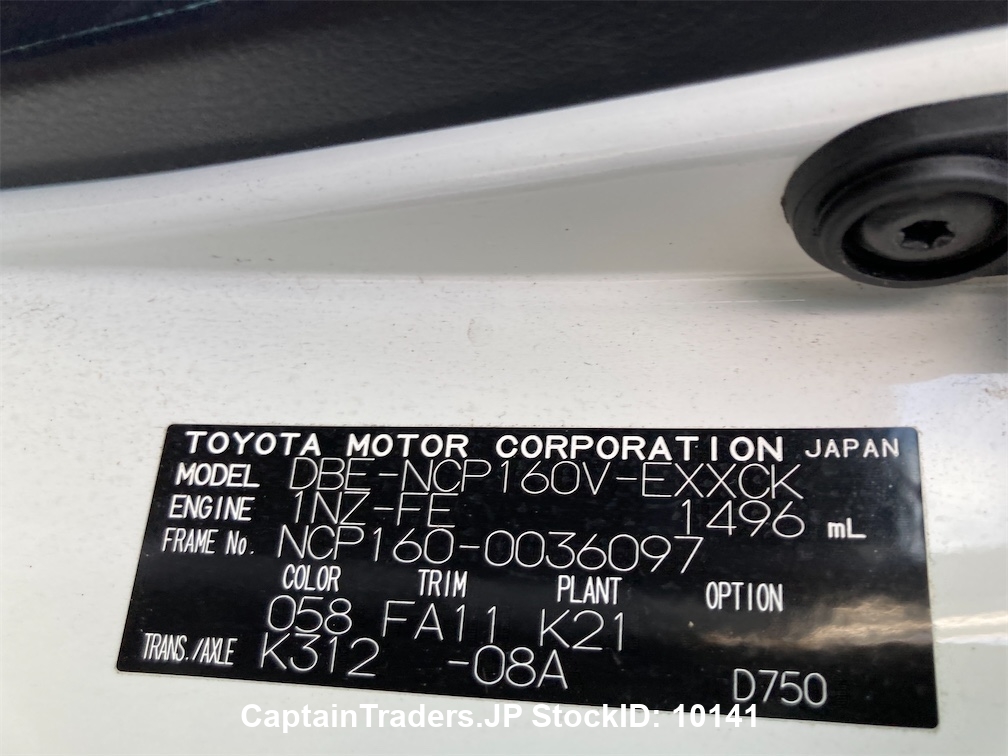 TOYOTA MOTOR CORPORATION JAPAN
MODEL DBE-NCP160V-EXXCK
ENGINE 1NZ-FE 1496 mL
FRAME No. NCP160-0036097
COLOR TRIM PLANT OPTION
058 FA11 K21
TRANS./AXLE K312 -08A D750
CaptainTraders.JP StockID: 10141